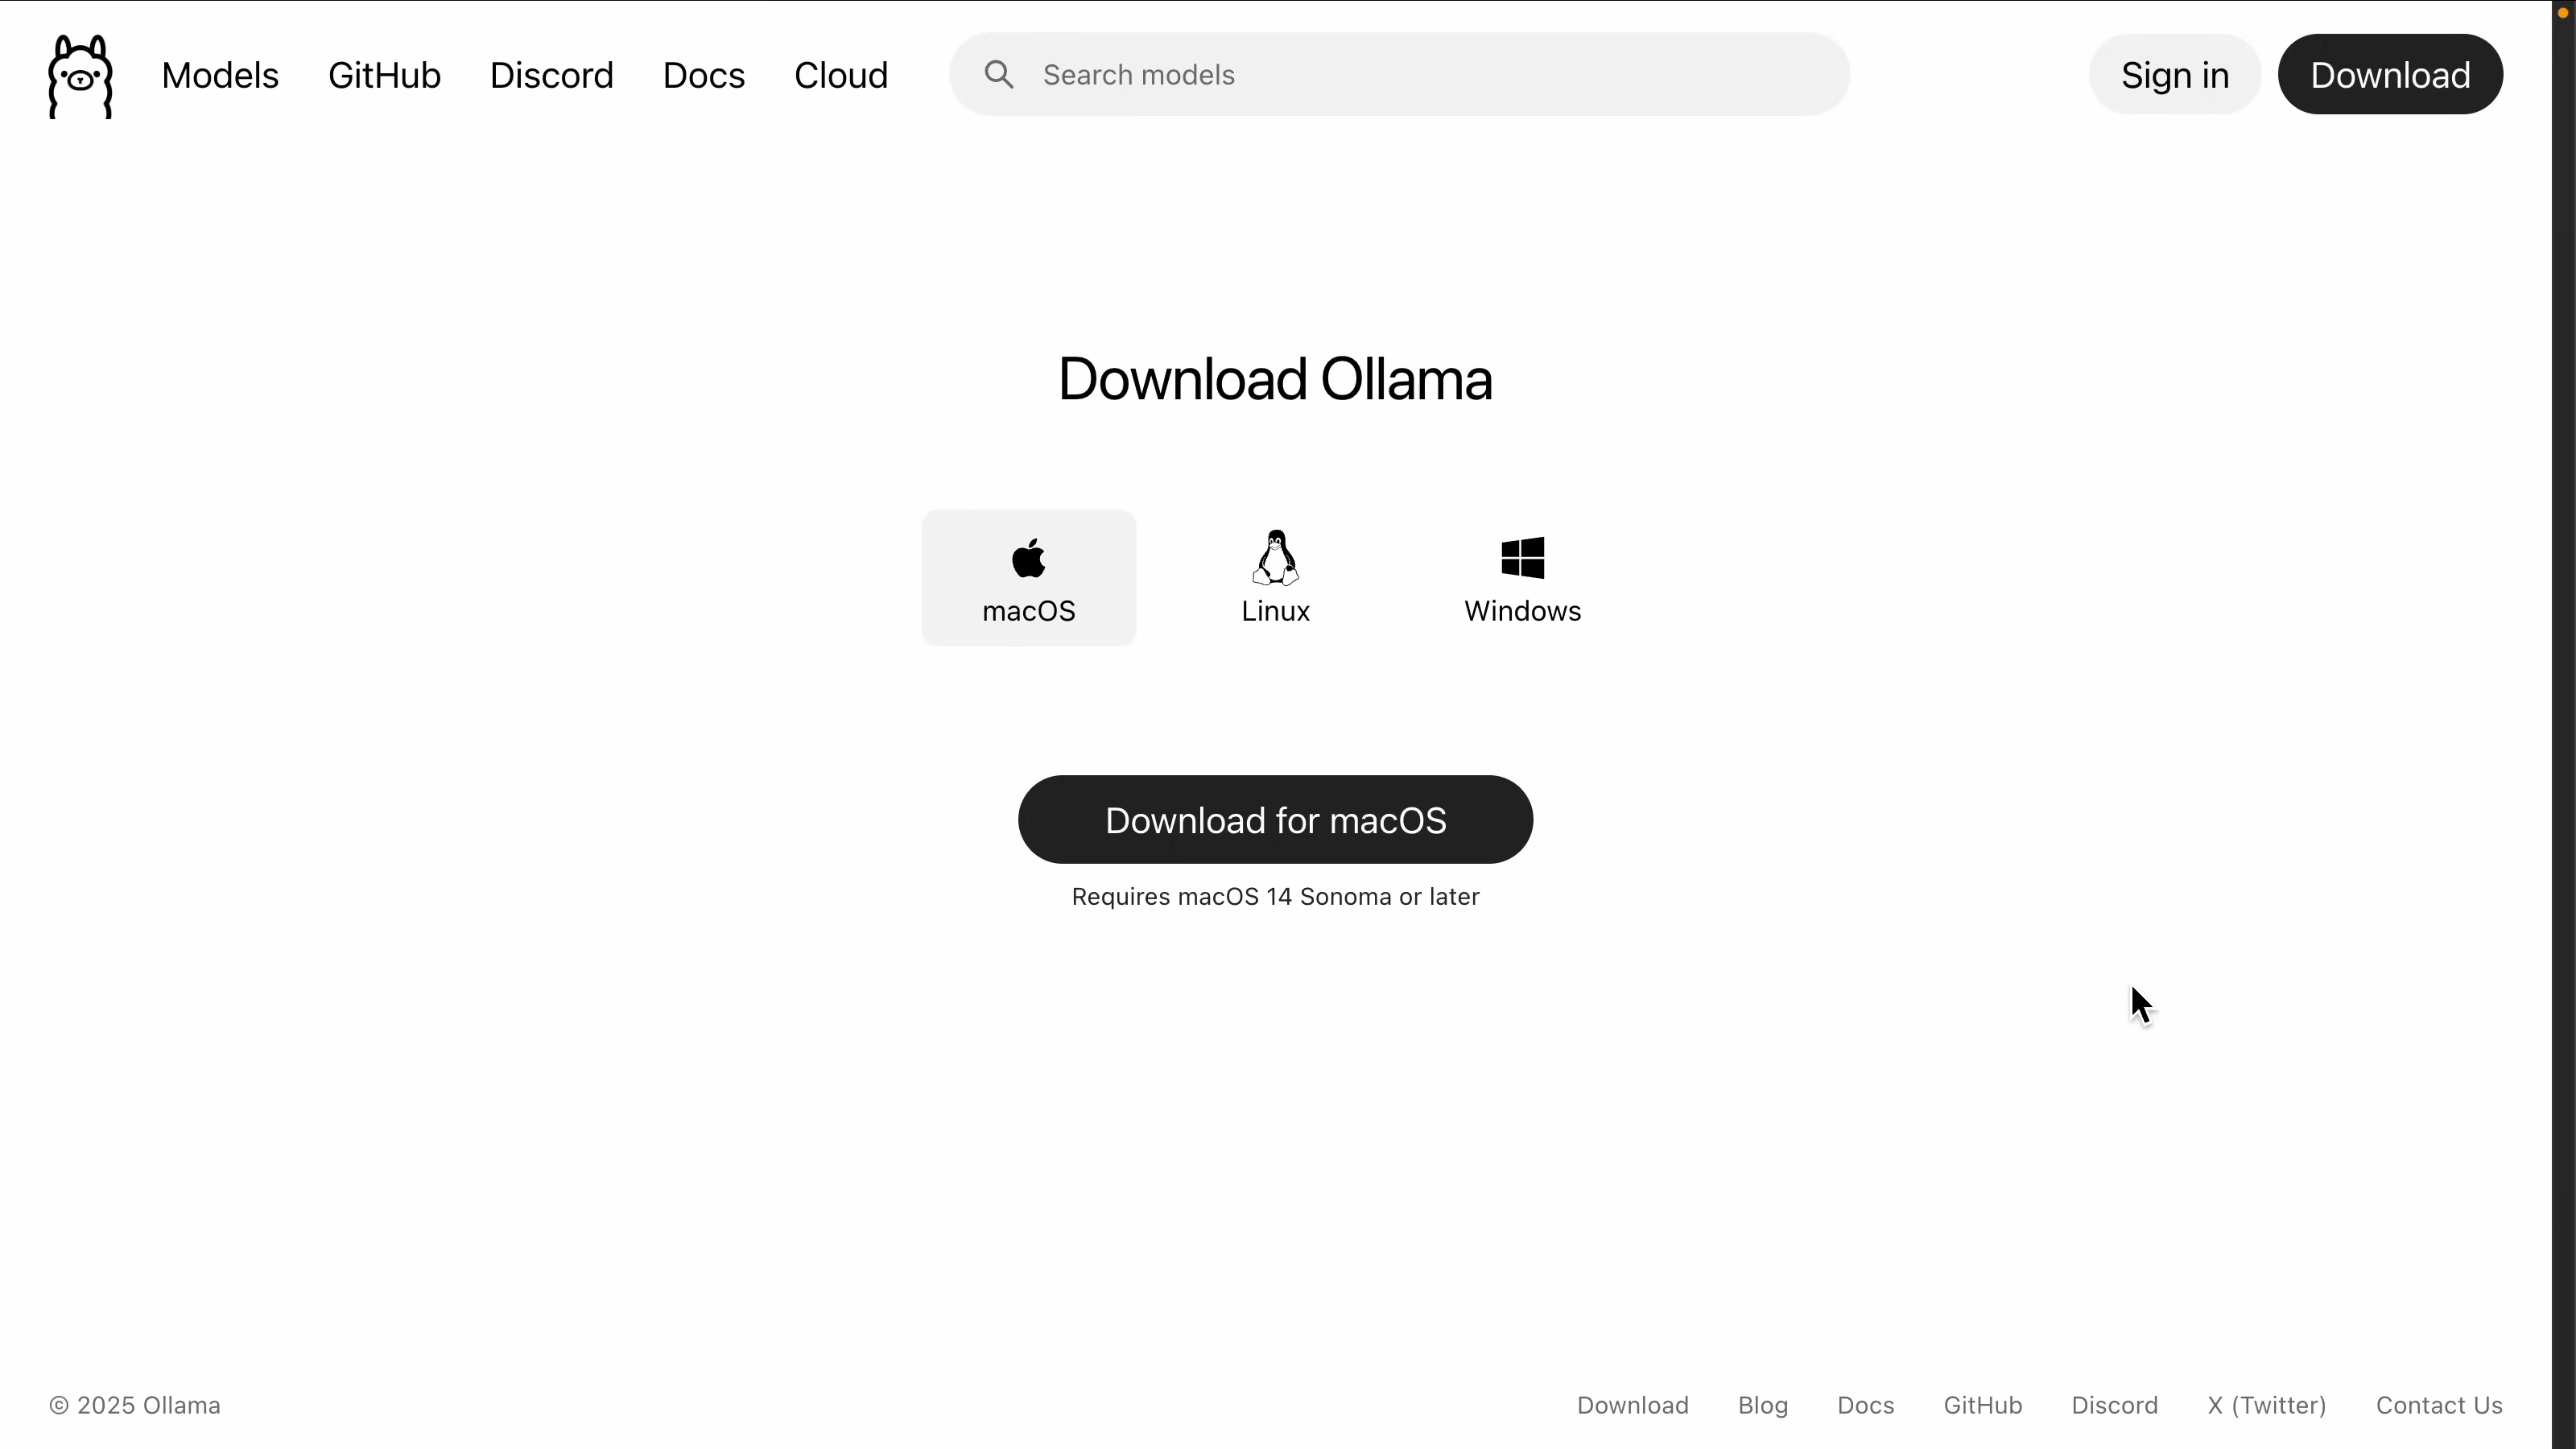 Models GitHub Discord Docs Cloud Search models Sign in Download
Download Ollama
macOS Linux Windows
Download for macOS
Requires macOS 14 Sonoma or later
© 2025 Ollama Download Blog Docs GitHub Discord X (Twitter) Contact Us